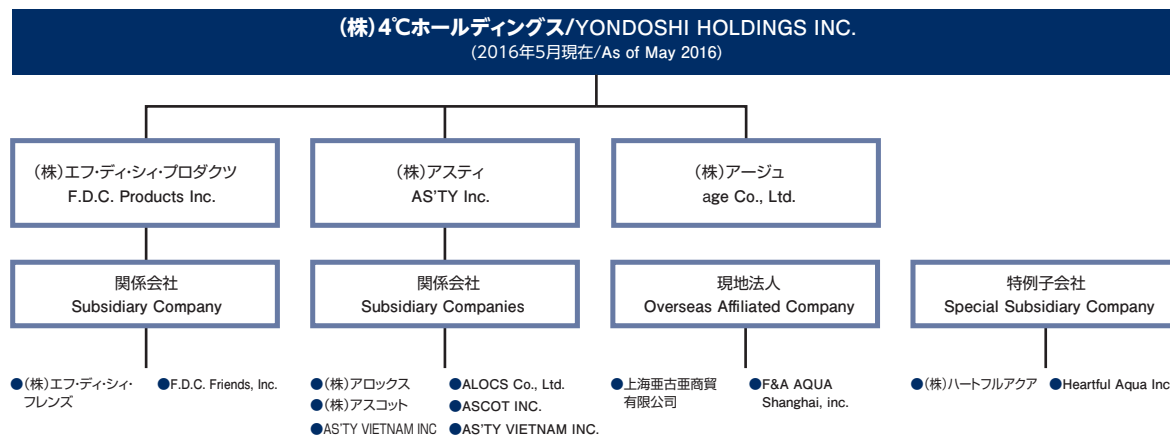 (株)4℃ホールディングス/YONDOSHI HOLDINGS INC.
(2016年5月現在/As of May 2016)
(株)エフ・ディ・シィ・プロダクツ
F.D.C. Products Inc.
(株)アスティ
AS'TY Inc.
(株)アージュ
age Co., Ltd.
関係会社
Subsidiary Company
関係会社
Subsidiary Companies
現地法人
Overseas Affiliated Company
特例子会社
Special Subsidiary Company
●(株)エフ・ディ・シィ・
フレンズ
●F.D.C. Friends, Inc.
●(株)アロックス
●(株)アスコット
●AS'TY VIETNAM INC
●ALOCS Co., Ltd.
●ASCOT INC.
●AS'TY VIETNAM INC.
●上海亜古亜商貿
有限公司
●F&A AQUA
Shanghai, inc.
●(株)ハートフルアクア
●Heartful Aqua Inc